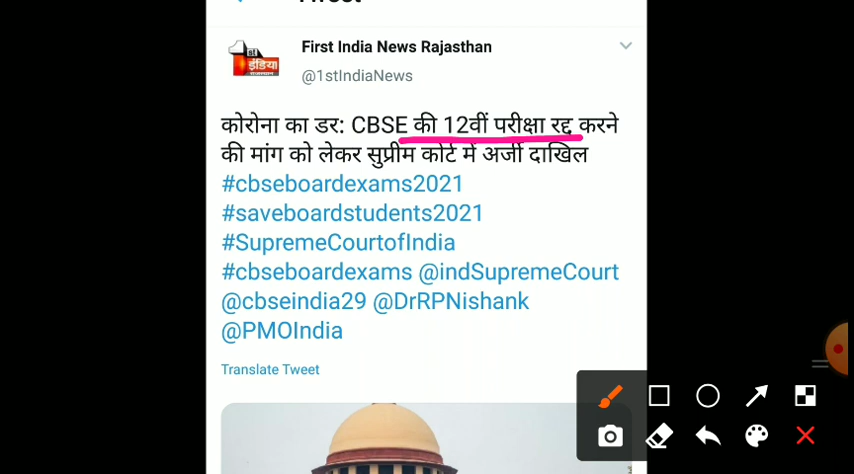 First India News Rajasthan
1st
इंडिया
@1stIndiaNews
कोरोना का डर: CBSE की 12वीं परीक्षा रद्द करने
की मांग को लेकर सुप्रीम कोर्ट में अर्जी दाखिल
#cbseboardexams2021
#saveboardstudents2021
#SupremeCourtofIndia
#cbseboardexams @indSupremeCourt
@cbseindia29 @DrRPNishank
@PMOIndia
Translate Tweet